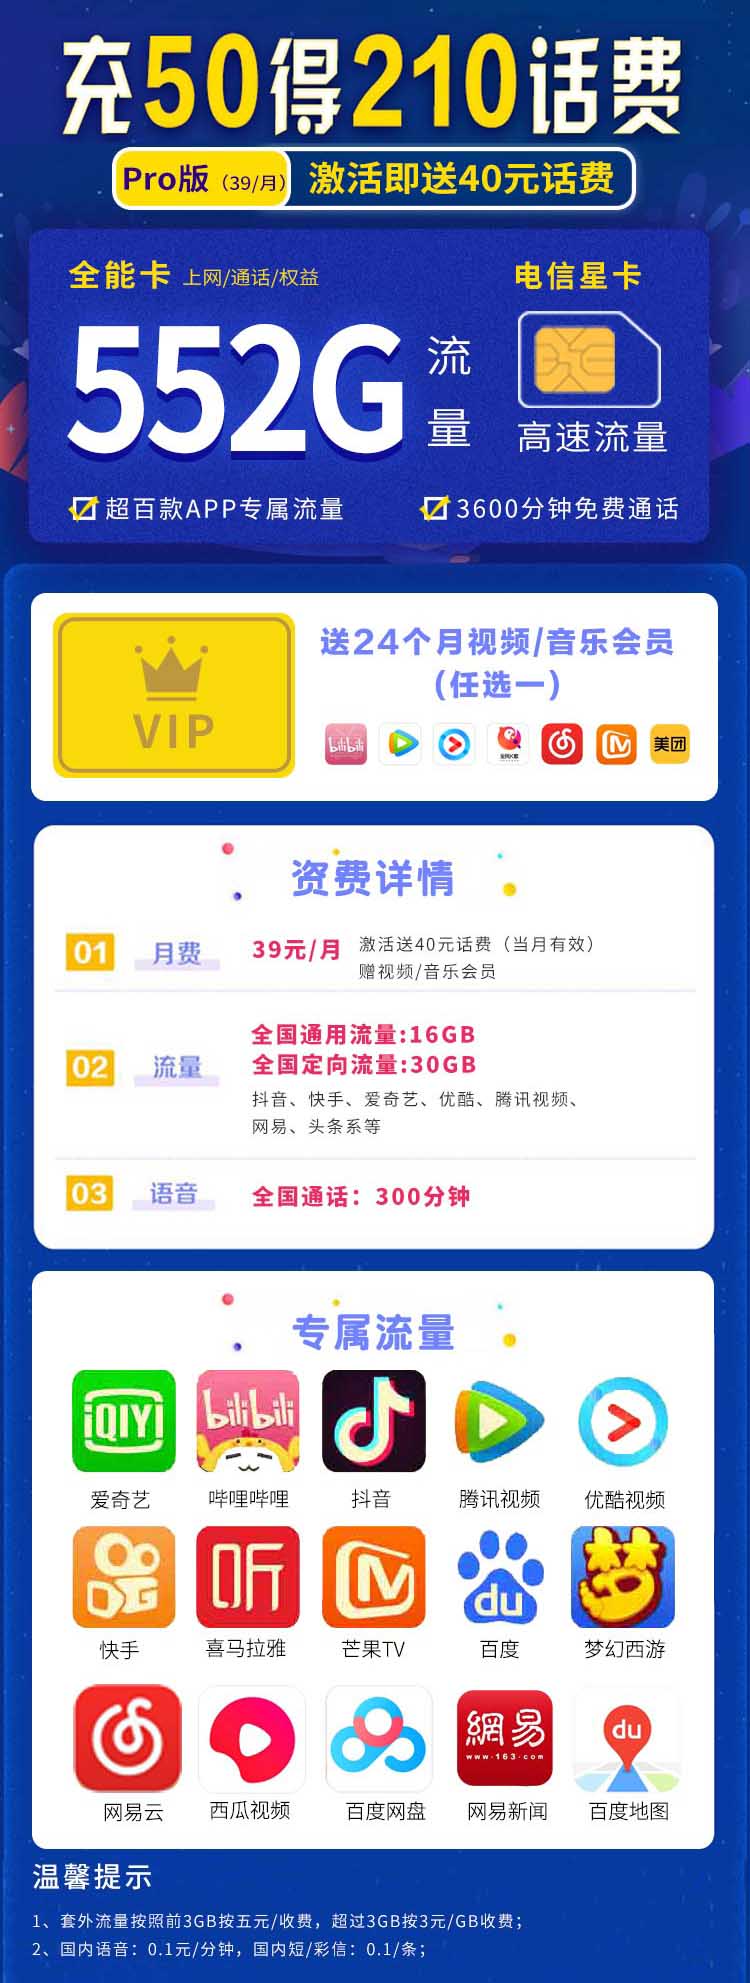 充50得210话费
Pro版（39/月） 激活即送40元话费
全能卡 上网/通话/权益
电信星卡
552G 流量
高速流量
超百款APP专属流量
3600分钟免费通话
VIP
送24个月视频/音乐会员
（任选一）
bilibili
全民K歌
美团
资费详情
01 月费 39元/月 激活送40元话费（当月有效）
赠视频/音乐会员
02 流量 全国通用流量:16GB
全国定向流量:30GB
抖音、快手、爱奇艺、优酷、腾讯视频、
网易、头条系等
03 语音 全国通话：300分钟
专属流量
iQIYI bilibili
爱奇艺 哔哩哔哩 抖音 腾讯视频 优酷视频
听 du 梦
快手 喜马拉雅 芒果TV 百度 梦幻西游
網易 du
www·163·com
网易云 西瓜视频 百度网盘 网易新闻 百度地图
温馨提示
1、套外流量按照前3GB按五元/收费，超过3GB按3元/GB收费；
2、国内语音：0.1元/分钟，国内短/彩信：0.1/条；